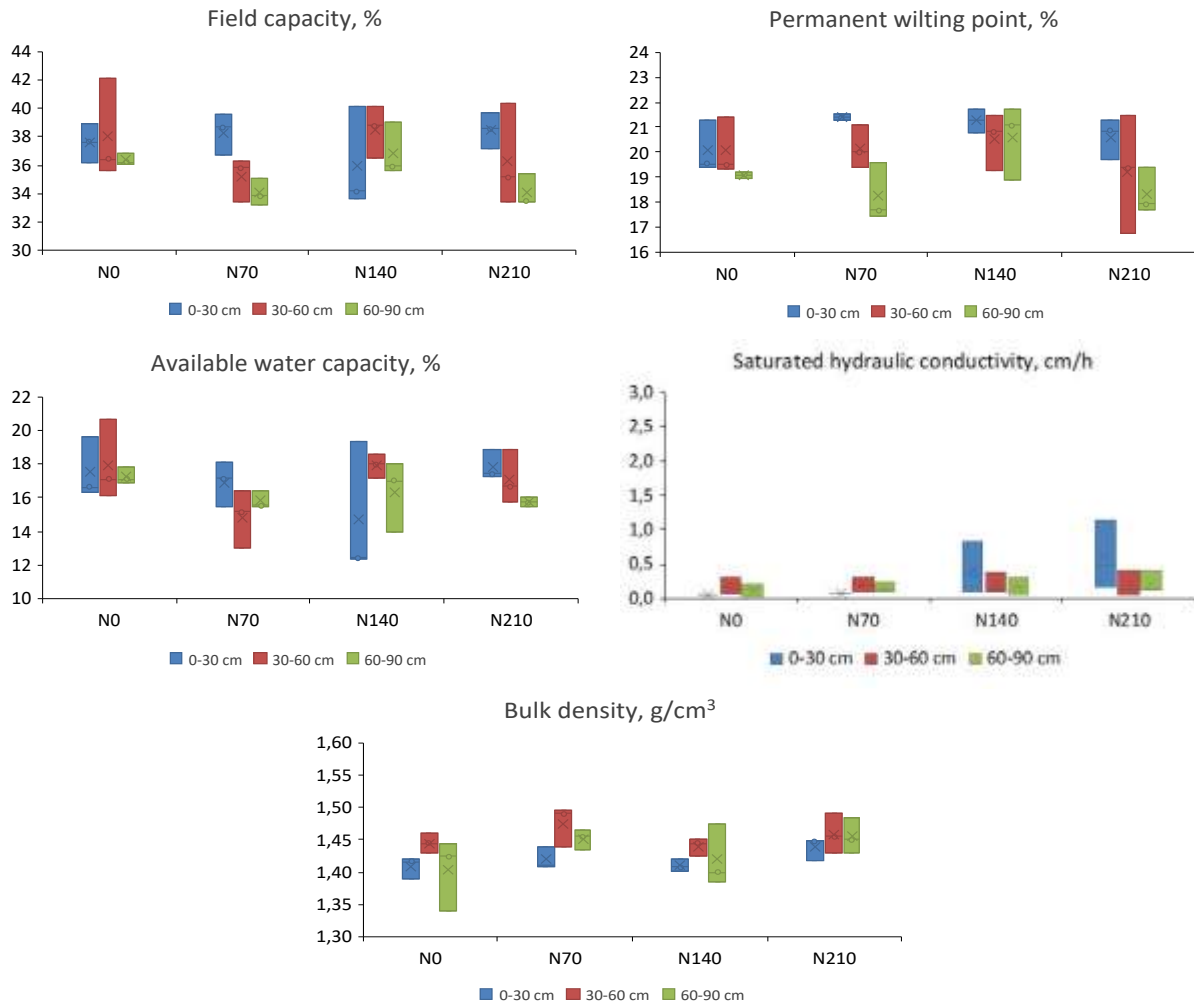 Field capacity, %
44
42
40
38
36
34
32
30
N0 N70 N140 N210
0-30 cm 30-60 cm 60-90 cm
Permanent wilting point, %
24
23
22
21
20
19
18
17
16
N0 N70 N140 N210
0-30 cm 30-60 cm 60-90 cm
Available water capacity, %
22
20
18
16
14
12
10
N0 N70 N140 N210
0-30 cm 30-60 cm 60-90 cm
Saturated hydraulic conductivity, cm/h
3,0
2,5
2,0
1,5
1,0
0,5
0,0
N0 N70 N140 N210
0-30 cm 30-60 cm 60-90 cm
Bulk density, g/cm³
1,60
1,55
1,50
1,45
1,40
1,35
1,30
N0 N70 N140 N210
0-30 cm 30-60 cm 60-90 cm